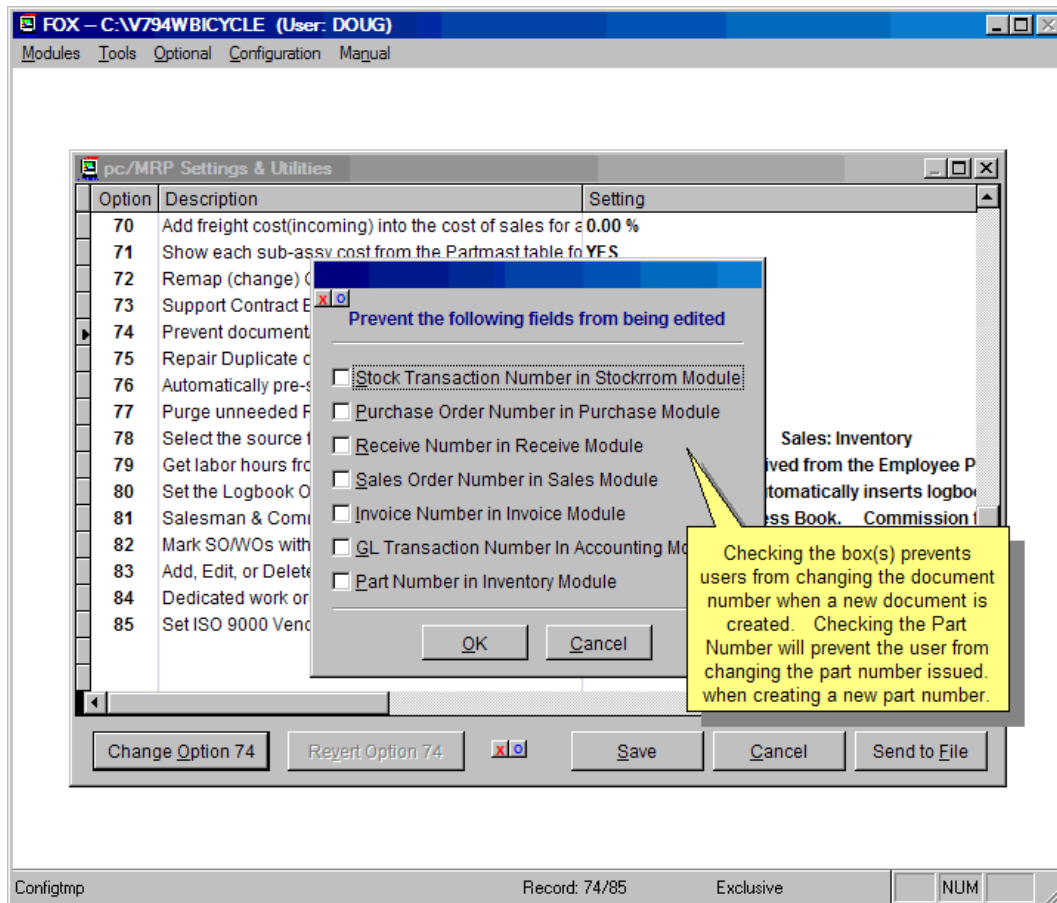 FOX – C:\V794WBICYCLE (User: DOUG)
Modules Tools Optional Configuration Manual
pc/MRP Settings & Utilities
Option Description Setting
70 Add freight cost(incoming) into the cost of sales for a 0.00 %
71 Show each sub-assy cost from the Partmast table fo YES
72 Remap (change)
73 Support Contract E
74 Prevent document
75 Repair Duplicate
76 Automatically pre-s
77 Purge unneeded F
78 Select the source f Sales: Inventory
79 Get labor hours fro ived from the Employee P
80 Set the Logbook O tomatically inserts logbo
81 Salesman & Com ess Book. Commission f
82 Mark SO/WOs with
83 Add, Edit, or Delete
84 Dedicated work or
85 Set ISO 9000 Vend
X O
Prevent the following fields from being edited
Stock Transaction Number in Stockrrom Module
Purchase Order Number in Purchase Module
Receive Number in Receive Module
Sales Order Number in Sales Module
Invoice Number in Invoice Module
GL Transaction Number In Accounting Mo
Part Number in Inventory Module
OK Cancel
Checking the box(s) prevents
users from changing the document
number when a new document is
created. Checking the Part
Number will prevent the user from
changing the part number issued.
when creating a new part number.
Change Option 74 Revert Option 74 X O Save Cancel Send to File
Configtmp Record: 74/85 Exclusive NUM